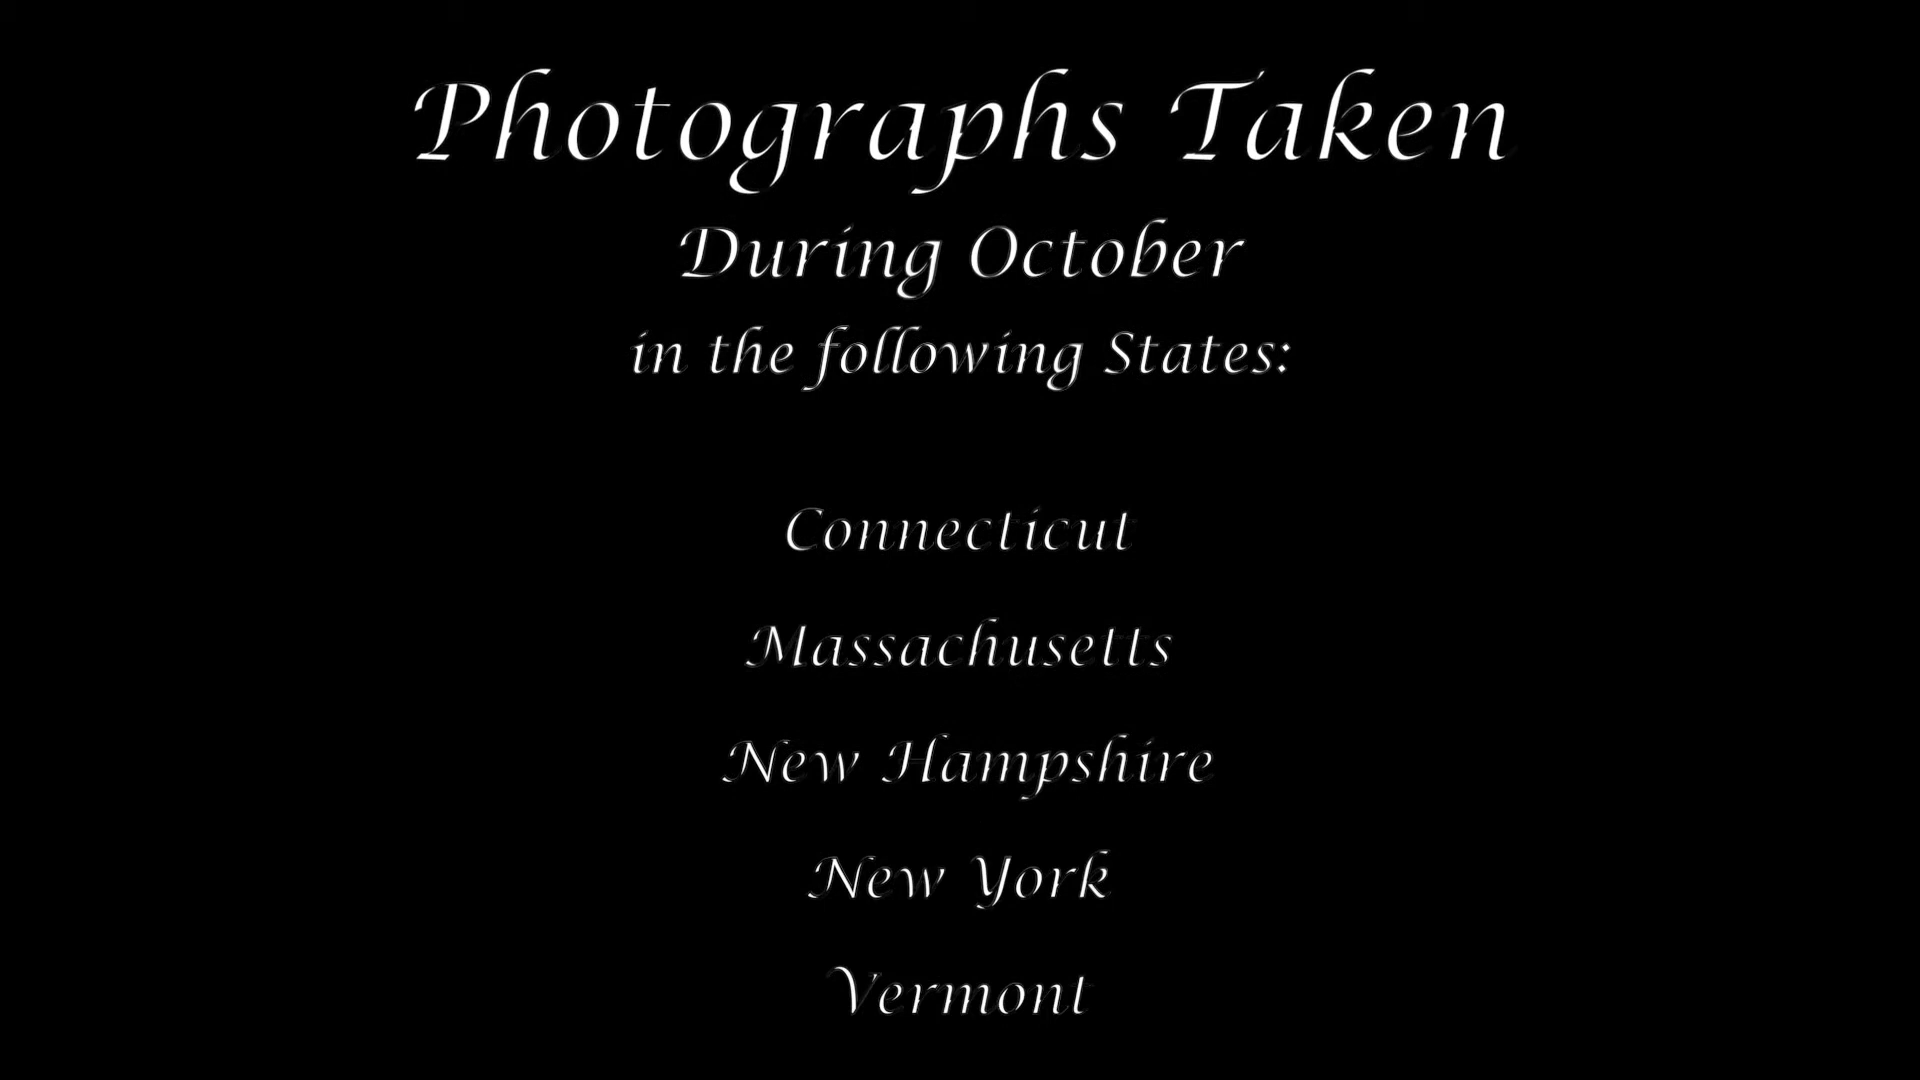 Photographs Taken
During October
in the following States:
Connecticut
Massachusetts
New Hampshire
New York
Vermont